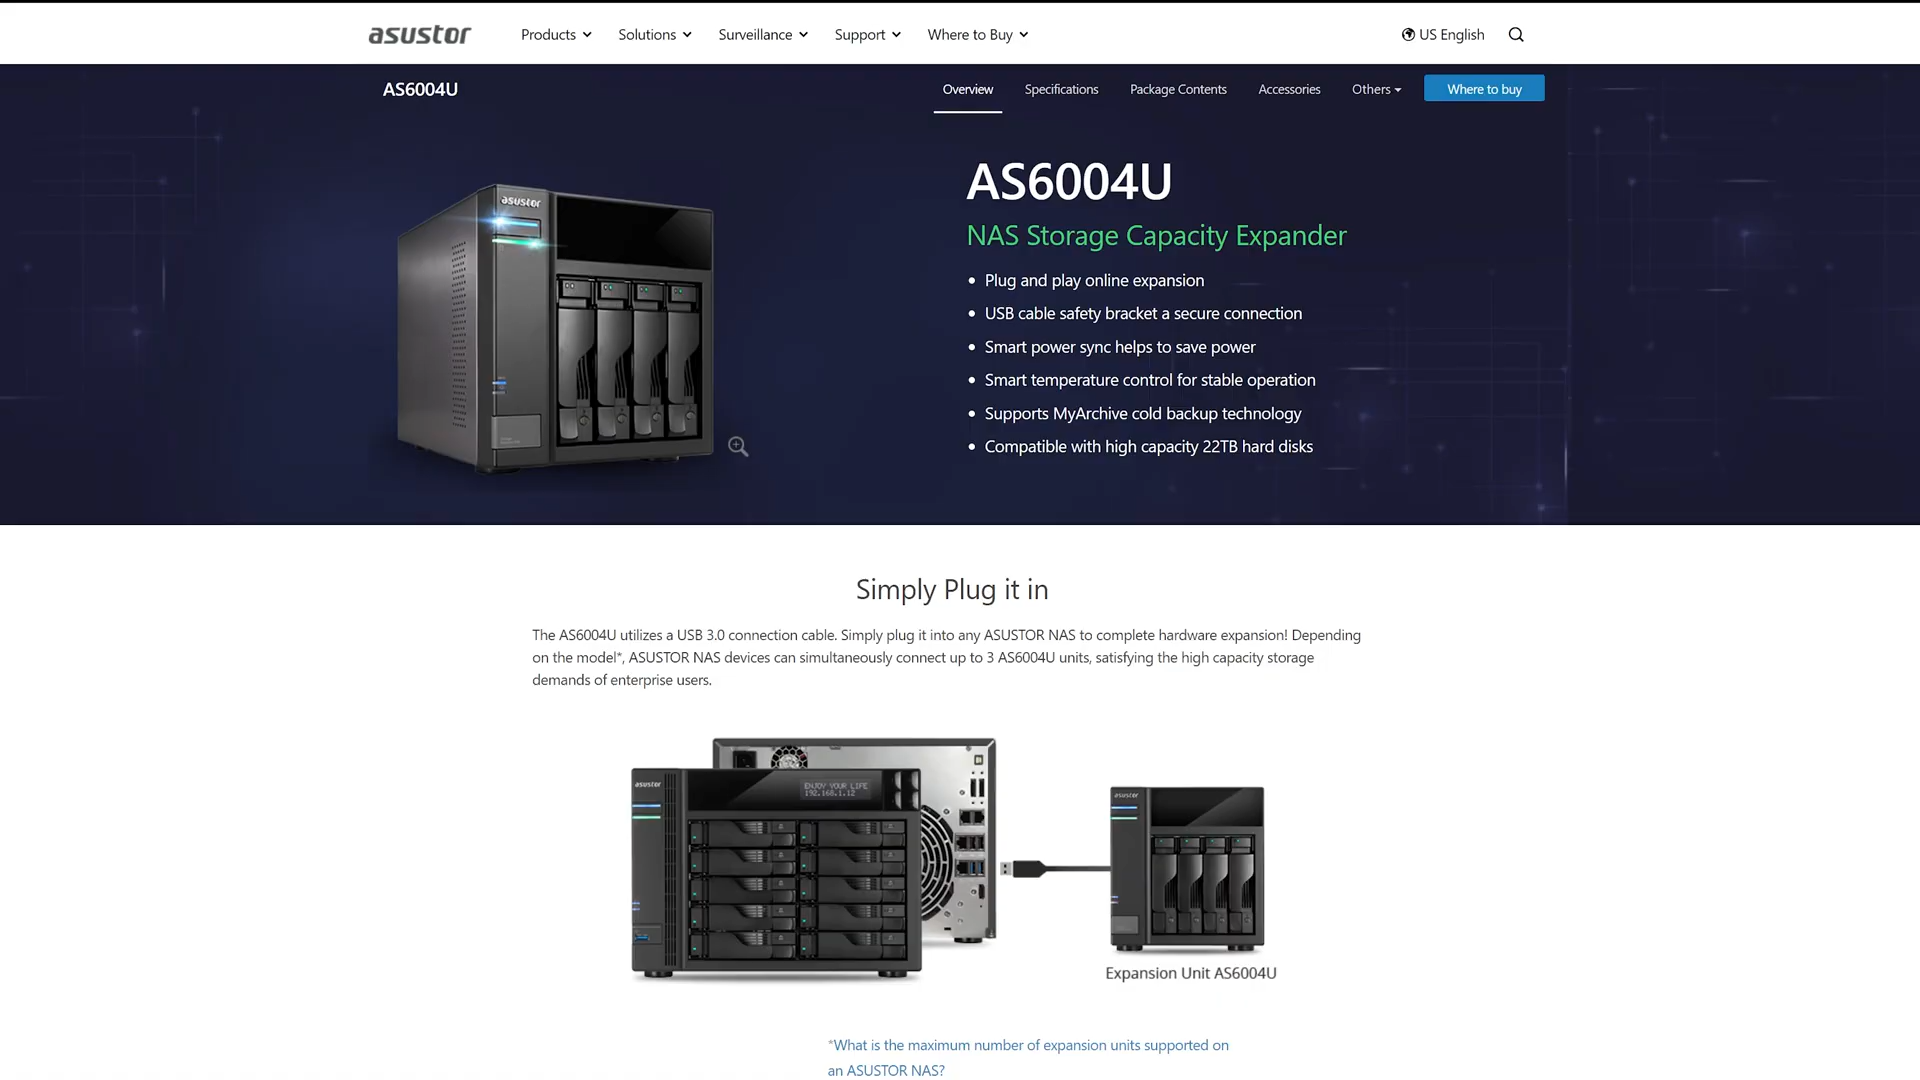 asustor
Products
Solutions
Surveillance
Support
Where to Buy
US English
AS6004U
Overview
Specifications
Package Contents
Accessories
Others
Where to buy
asustor
AS6004U
NAS Storage Capacity Expander
Plug and play online expansion
USB cable safety bracket a secure connection
Smart power sync helps to save power
Smart temperature control for stable operation
Supports MyArchive cold backup technology
Compatible with high capacity 22TB hard disks
Simply Plug it in
The AS6004U utilizes a USB 3.0 connection cable. Simply plug it into any ASUSTOR NAS to complete hardware expansion! Depending
on the model*, ASUSTOR NAS devices can simultaneously connect up to 3 AS6004U units, satisfying the high capacity storage
demands of enterprise users.
asustor
ENJOY YOUR LIFE
192.168.1.12
asustor
Expansion Unit AS6004U
*What is the maximum number of expansion units supported on
an ASUSTOR NAS?